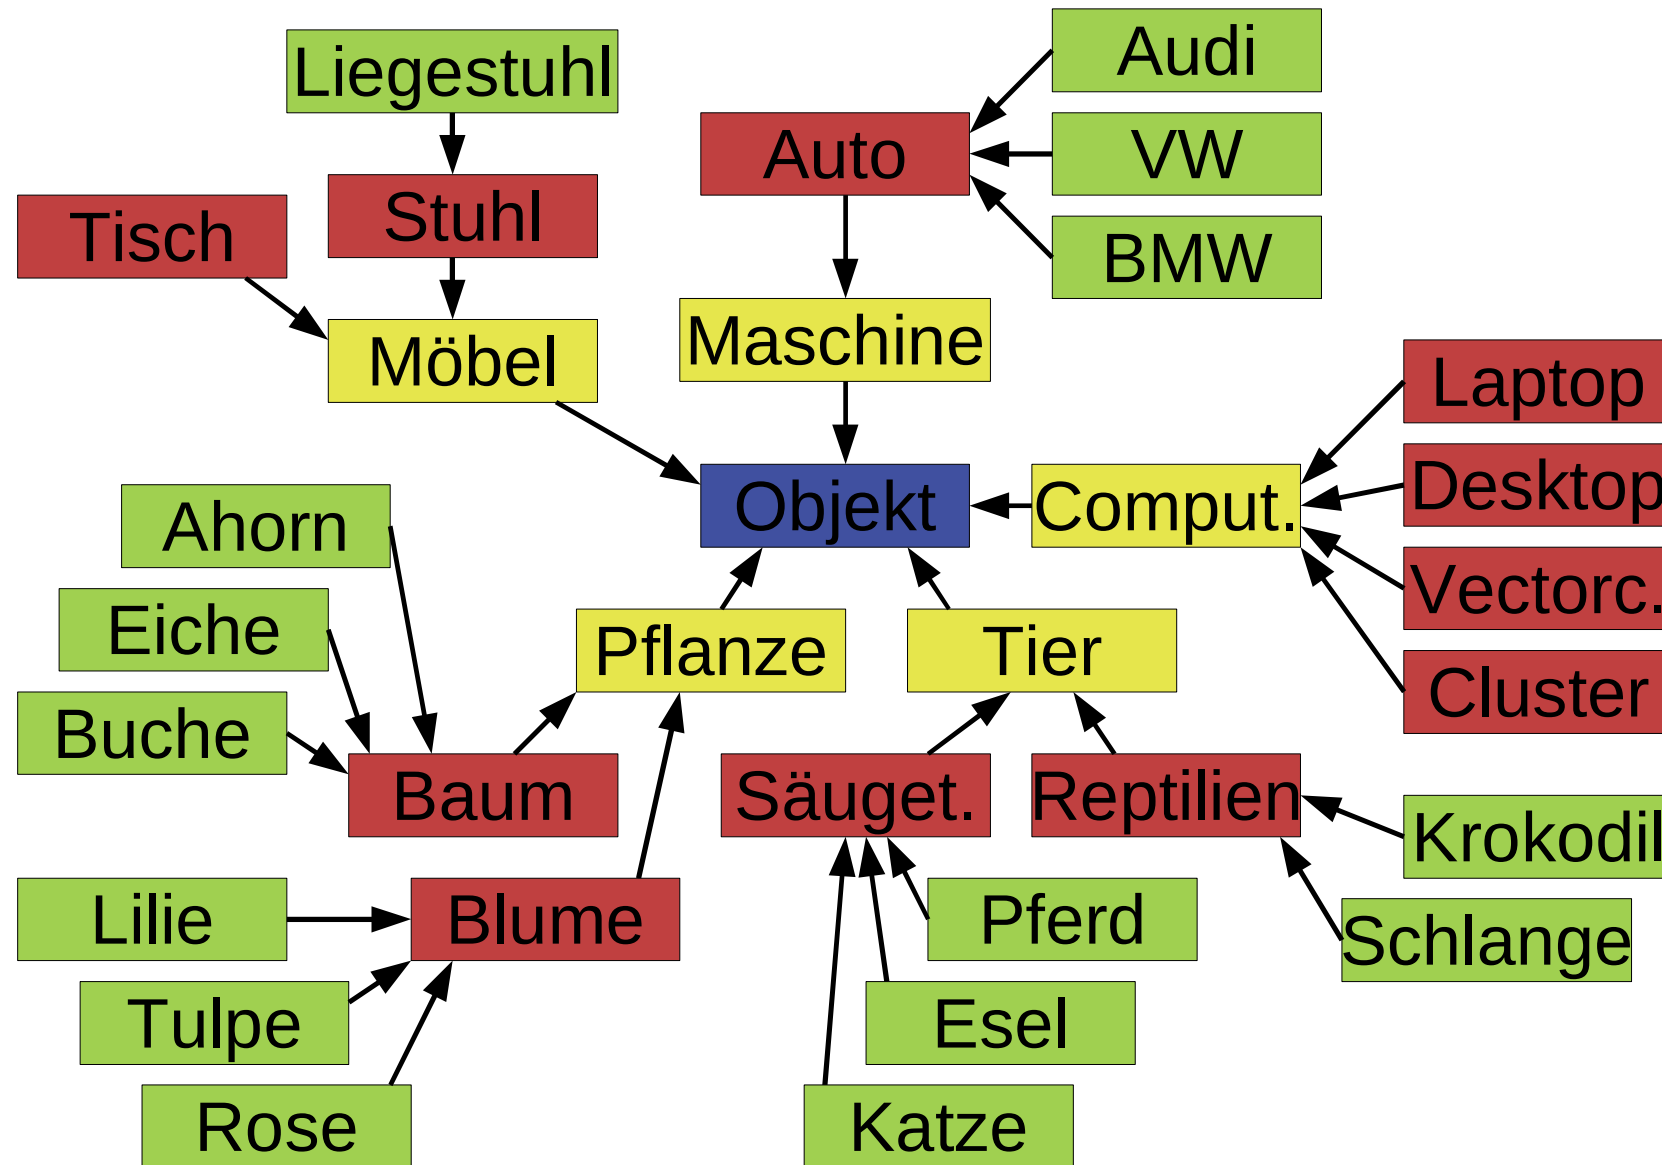 Liegestuhl
Audi
Auto
VW
Tisch
Stuhl
BMW
Maschine
Möbel
Laptop
Objekt
Comput.
Desktop
Ahorn
Eiche
Vectorc.
Pflanze
Tier
Cluster
Buche
Baum
Säuget.
Reptilien
Krokodil
Lilie
Blume
Pferd
Schlange
Tulpe
Esel
Rose
Katze